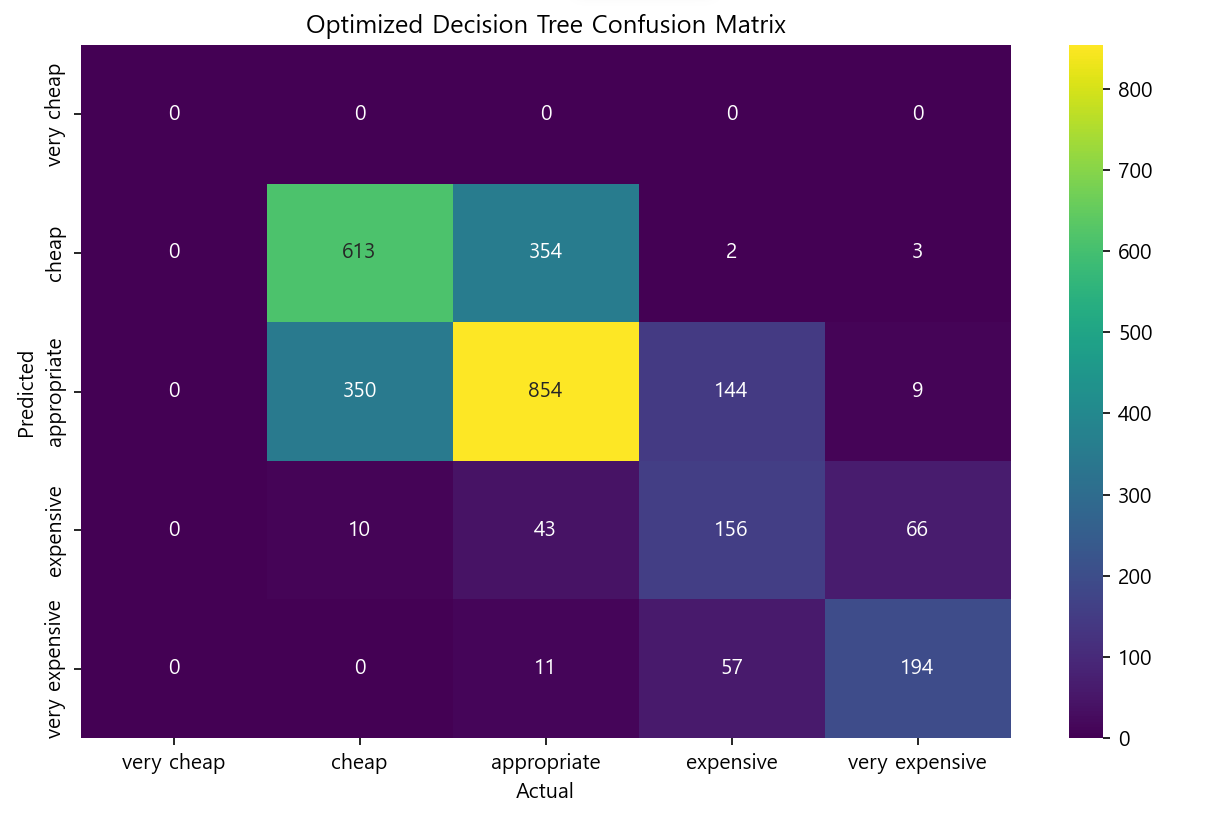 Optimized Decision Tree Confusion Matrix
very cheap
0 0 0 0 0
cheap
0 613 354 2 3
Predicted
appropriate
0 350 854 144 9
expensive
0 10 43 156 66
very expensive
0 0 11 57 194
very cheap cheap appropriate expensive very expensive
Actual
800
700
600
500
400
300
200
100
0